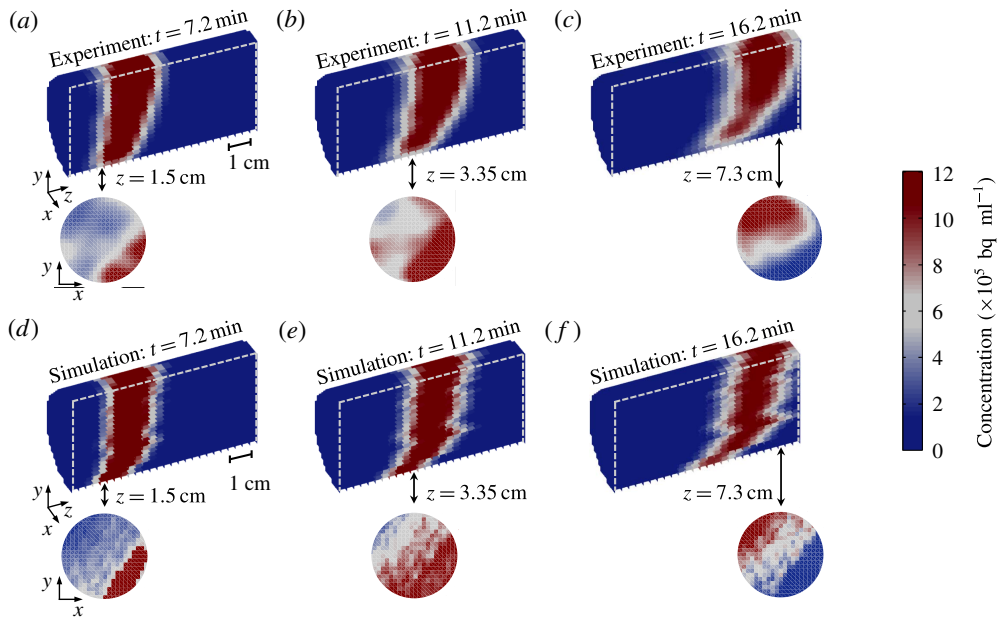 (a)
(b)
(c)
Experiment: t = 7.2 min
Experiment: t = 11.2 min
Experiment: t = 16.2 min
1 cm
y
z
x
z = 1.5 cm
z = 3.35 cm
z = 7.3 cm
y
x
12
10
8
6
4
2
0
Concentration (×10⁵ bq ml⁻¹)
(d)
(e)
(f)
Simulation: t = 7.2 min
Simulation: t = 11.2 min
Simulation: t = 16.2 min
1 cm
y
z
x
z = 1.5 cm
z = 3.35 cm
z = 7.3 cm
y
x